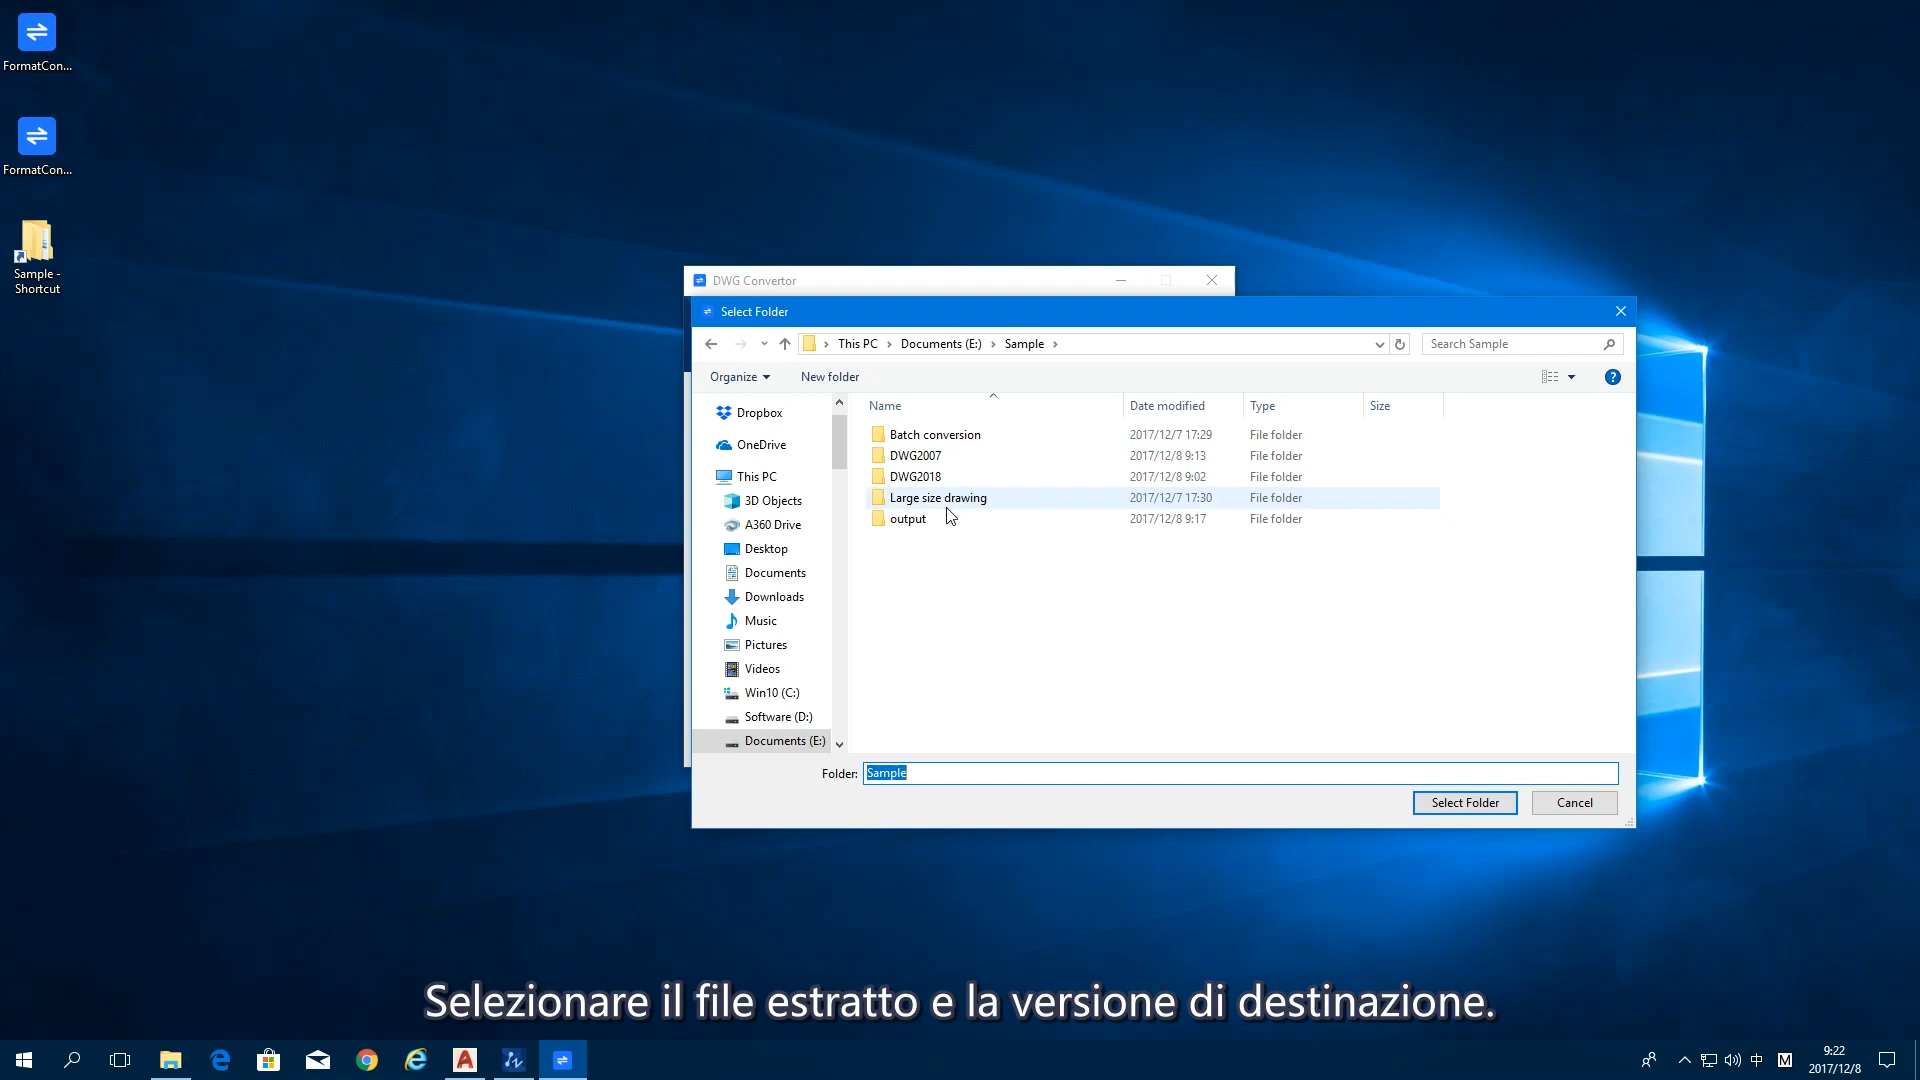 FormatCon...
FormatCon...
Sample -
Shortcut
DWG Convertor
Select Folder
This PC
Documents (E:)
Sample
Search Sample
Organize
New folder
Dropbox
OneDrive
This PC
3D Objects
A360 Drive
Desktop
Documents
Downloads
Music
Pictures
Videos
Win10 (C:)
Software (D:)
Documents (E:)
Name Date modified Type Size
Batch conversion 2017/12/7 17:29 File folder
DWG2007 2017/12/8 9:13 File folder
DWG2018 2017/12/8 9:02 File folder
Large size drawing 2017/12/7 17:30 File folder
output 2017/12/8 9:17 File folder
Folder: Sample
Select Folder
Cancel
Selezionare il file estratto e la versione di destinazione.
中
M
9:22
2017/12/8